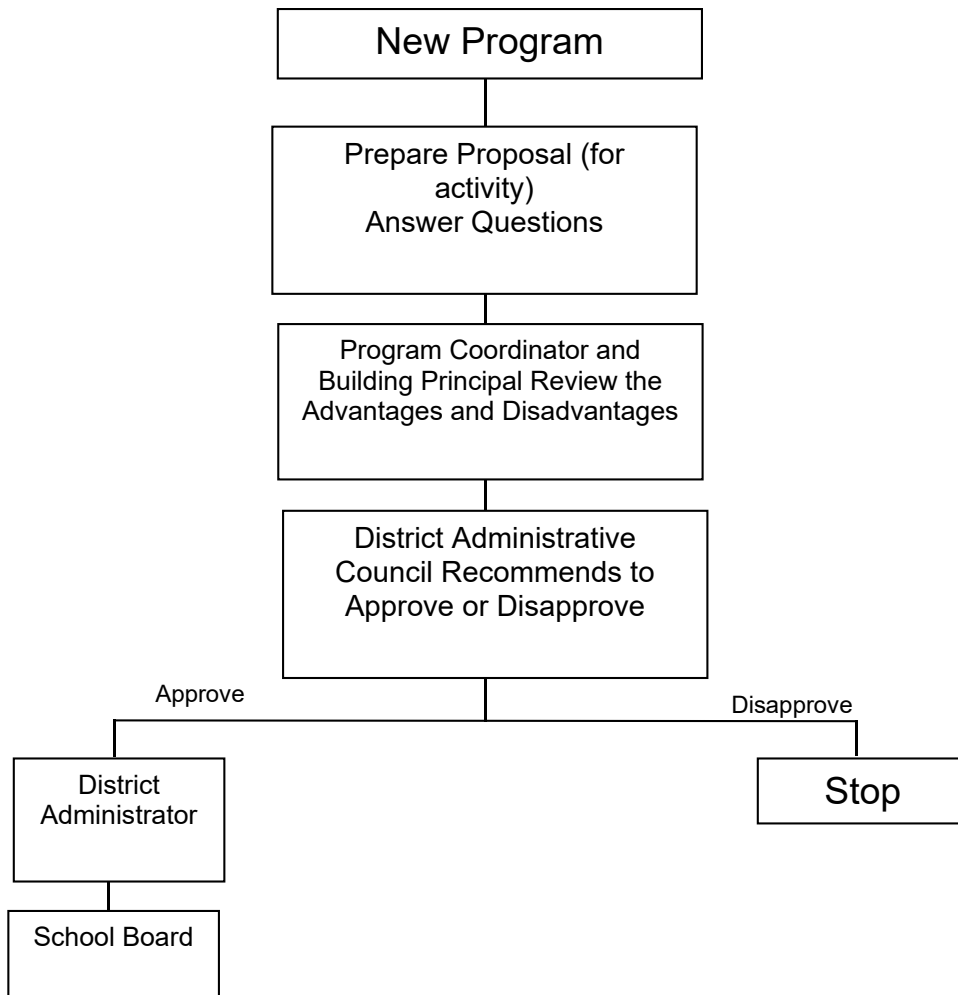 New Program
Prepare Proposal (for
activity)
Answer Questions
Program Coordinator and
Building Principal Review the
Advantages and Disadvantages
District Administrative
Council Recommends to
Approve or Disapprove
Approve
Disapprove
District
Administrator
Stop
School Board